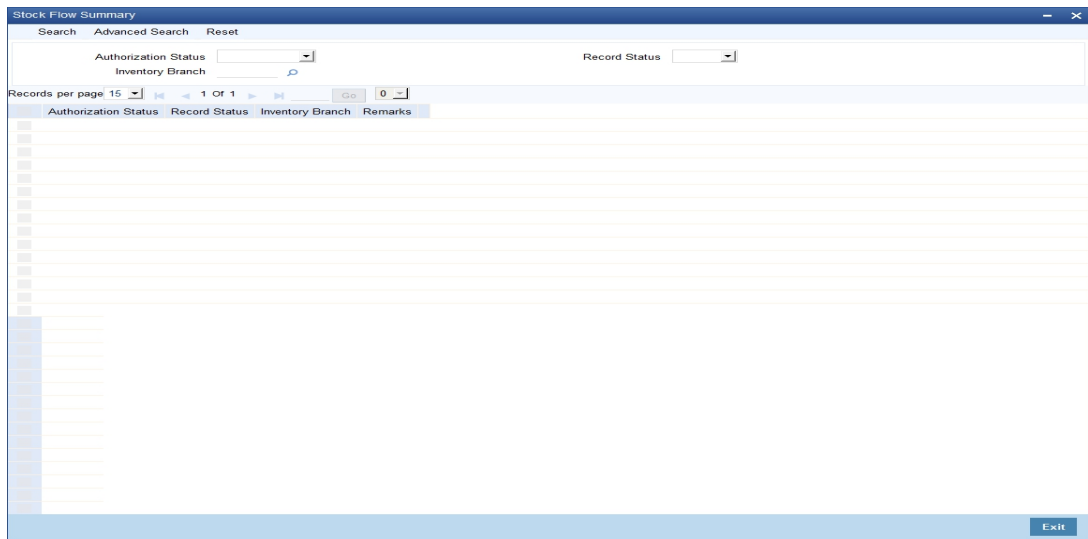 Stock Flow Summary
Search Advanced Search Reset
Authorization Status Record Status
Inventory Branch
Records per page 15 1 Of 1 Go 0
Authorization Status Record Status Inventory Branch Remarks
Exit